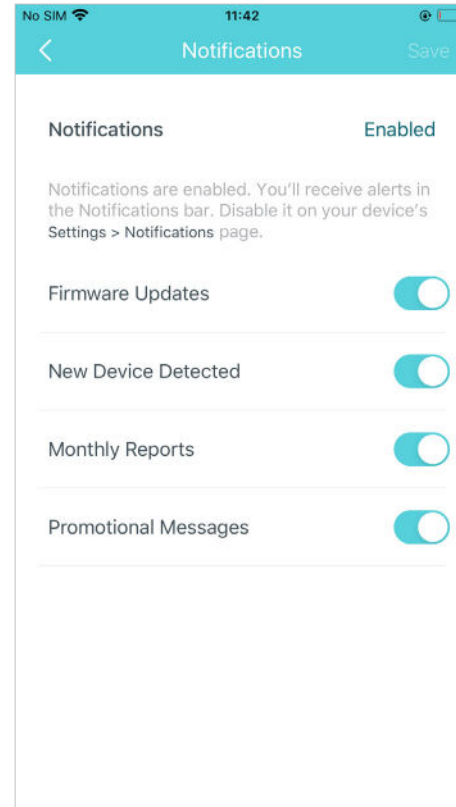 No SIM 11:42
Notifications Save
Notifications Enabled
Notifications are enabled. You'll receive alerts in
the Notifications bar. Disable it on your device's
Settings > Notifications page.
Firmware Updates
New Device Detected
Monthly Reports
Promotional Messages